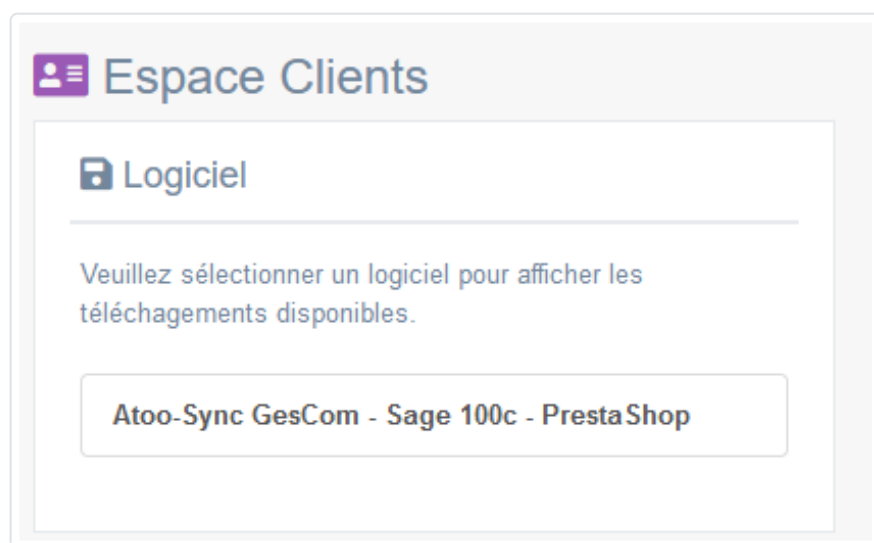 Espace Clients
Logiciel
Veuillez sélectionner un logiciel pour afficher les
téléchagements disponibles.
Atoo-Sync GesCom - Sage 100c - PrestaShop